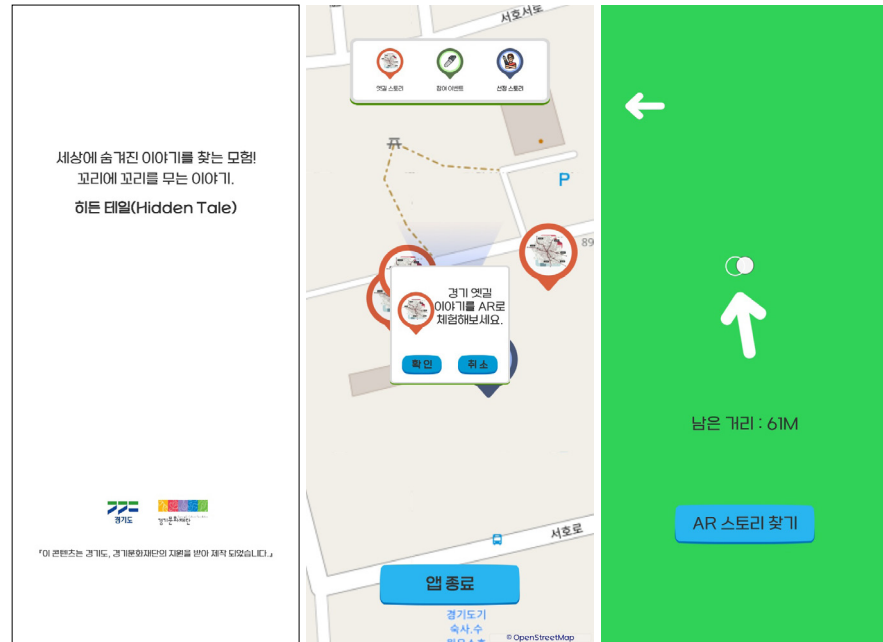 세상에 숨겨진 이야기를 찾는 모험!
꼬리에 꼬리를 무는 이야기.
히든 테일(Hidden Tale)
경기도
경기문화재단
『이 콘텐츠는 경기도, 경기문화재단의 지원을 받아 제작 되었습니다.』
서호서로
옛길 스토리
참여 이벤트
선정 스토리
P
89
경기 옛길
이야기를 AR로
체험해보세요.
확인
취소
서호로
앱 종료
경기도기
숙사.수
© OpenStreetMap
남은 거리 : 61M
AR 스토리 찾기